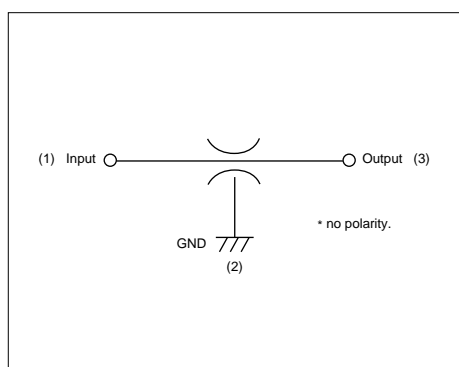 (1) Input Output (3)
* no polarity.
GND
(2)